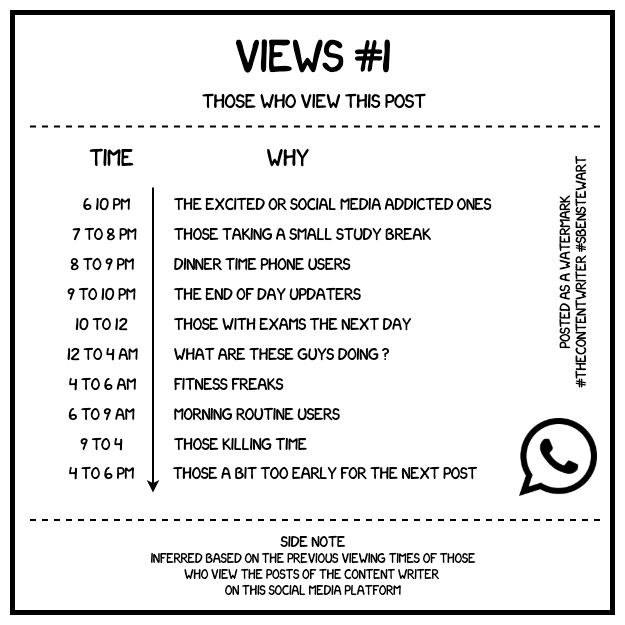 VIEWS #1
THOSE WHO VIEW THIS POST
TIME WHY
6 10 PM THE EXCITED OR SOCIAL MEDIA ADDICTED ONES
7 TO 8 PM THOSE TAKING A SMALL STUDY BREAK
8 TO 9 PM DINNER TIME PHONE USERS
9 TO 10 PM THE END OF DAY UPDATERS
10 TO 12 THOSE WITH EXAMS THE NEXT DAY
12 TO 4 AM WHAT ARE THESE GUYS DOING ?
4 TO 6 AM FITNESS FREAKS
6 TO 9 AM MORNING ROUTINE USERS
9 TO 4 THOSE KILLING TIME
4 TO 6 PM THOSE A BIT TOO EARLY FOR THE NEXT POST
POSTED AS A WATERMARK
#THECONTENTWRITER #SBENSTEWART
SIDE NOTE
INFERRED BASED ON THE PREVIOUS VIEWING TIMES OF THOSE
WHO VIEW THE POSTS OF THE CONTENT WRITER
ON THIS SOCIAL MEDIA PLATFORM